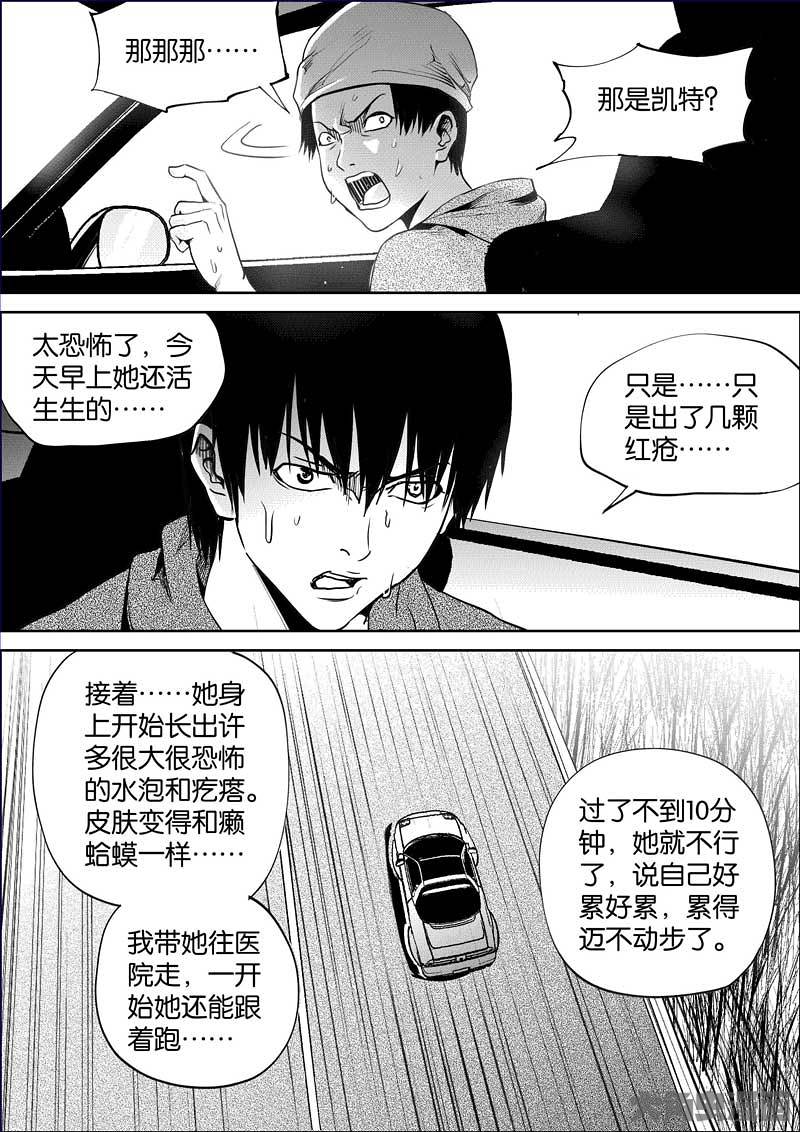 那那那……
那是凯特？
太恐怖了，今
天早上她还活
生生的……
只是……只
是出了几颗
红疮……
接着……她身
上开始长出许
多很大很恐怖
的水泡和疙瘩。
皮肤变得和癞
蛤蟆一样……
我带她往医
院走，一开
始她还能跟
着跑……
过了不到10分
钟，她就不行
了，说自己好
累好累，累得
迈不动步了。